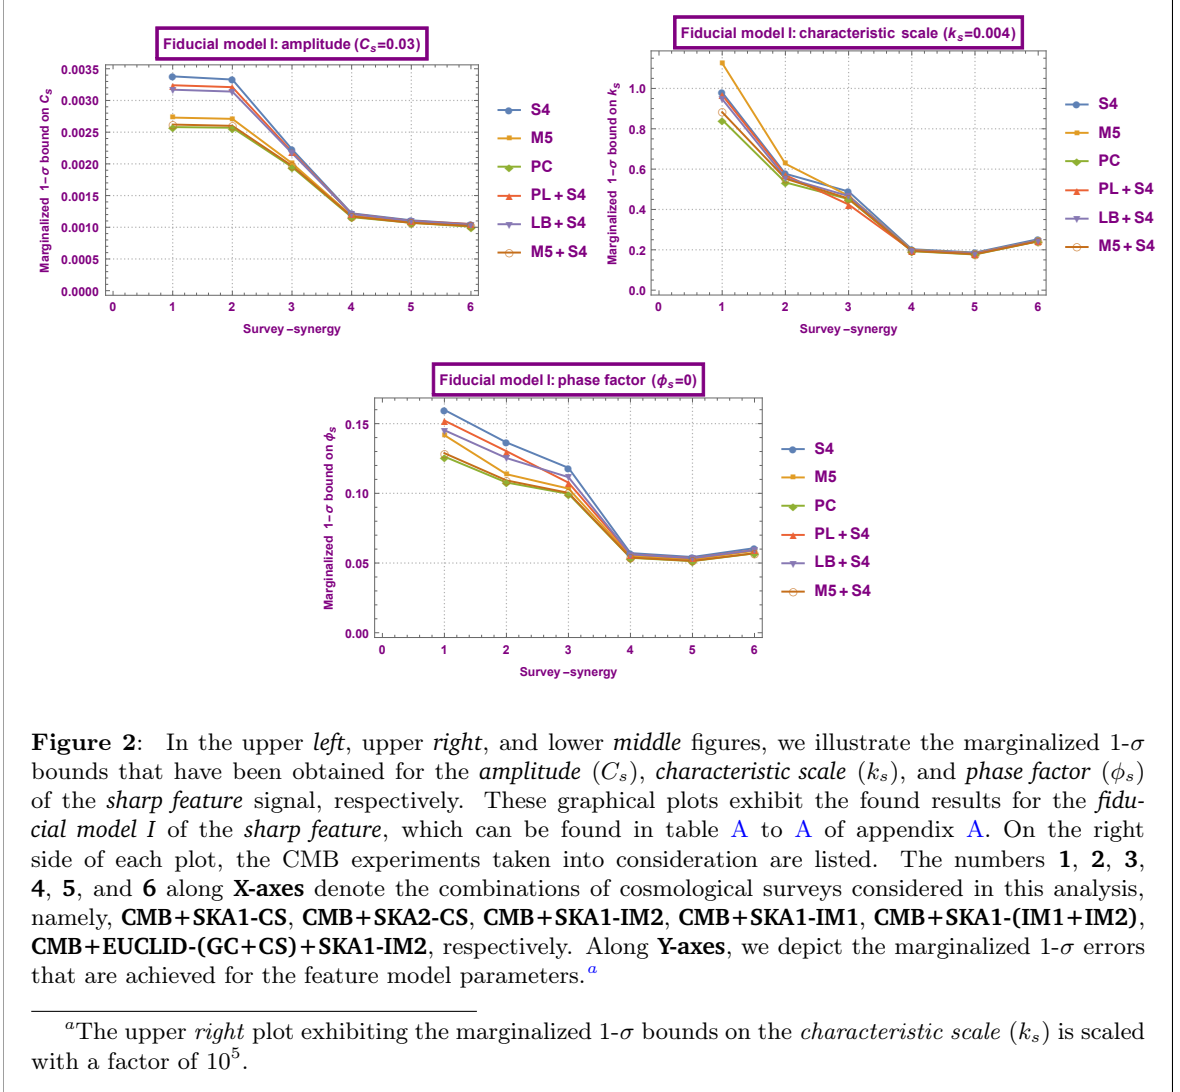 Fiducial model I: amplitude (Cₛ=0.03)
Marginalized 1-σ bound on Cₛ
0.0035
0.0030
0.0025
0.0020
0.0015
0.0010
0.0005
0.0000
0 1 2 3 4 5 6
Survey-synergy
S4
M5
PC
PL + S4
LB + S4
M5 + S4
Fiducial model I: characteristic scale (kₛ=0.004)
Marginalized 1-σ bound on kₛ
1.0
0.8
0.6
0.4
0.2
0.0
0 1 2 3 4 5 6
Survey-synergy
S4
M5
PC
PL + S4
LB + S4
M5 + S4
Fiducial model I: phase factor (ϕₛ=0)
Marginalized 1-σ bound on ϕₛ
0.15
0.10
0.05
0.00
0 1 2 3 4 5 6
Survey-synergy
S4
M5
PC
PL + S4
LB + S4
M5 + S4
Figure 2: In the upper left, upper right, and lower middle figures, we illustrate the marginalized 1-σ
bounds that have been obtained for the amplitude (Cₛ), characteristic scale (kₛ), and phase factor (ϕₛ)
of the sharp feature signal, respectively. These graphical plots exhibit the found results for the fidu-
cial model I of the sharp feature, which can be found in table A to A of appendix A. On the right
side of each plot, the CMB experiments taken into consideration are listed. The numbers 1, 2, 3,
4, 5, and 6 along X-axes denote the combinations of cosmological surveys considered in this analysis,
namely, CMB+SKA1-CS, CMB+SKA2-CS, CMB+SKA1-IM2, CMB+SKA1-IM1, CMB+SKA1-(IM1+IM2),
CMB+EUCLID-(GC+CS)+SKA1-IM2, respectively. Along Y-axes, we depict the marginalized 1-σ errors
that are achieved for the feature model parameters.ᵃ
ᵃThe upper right plot exhibiting the marginalized 1-σ bounds on the characteristic scale (kₛ) is scaled
with a factor of 10⁵.